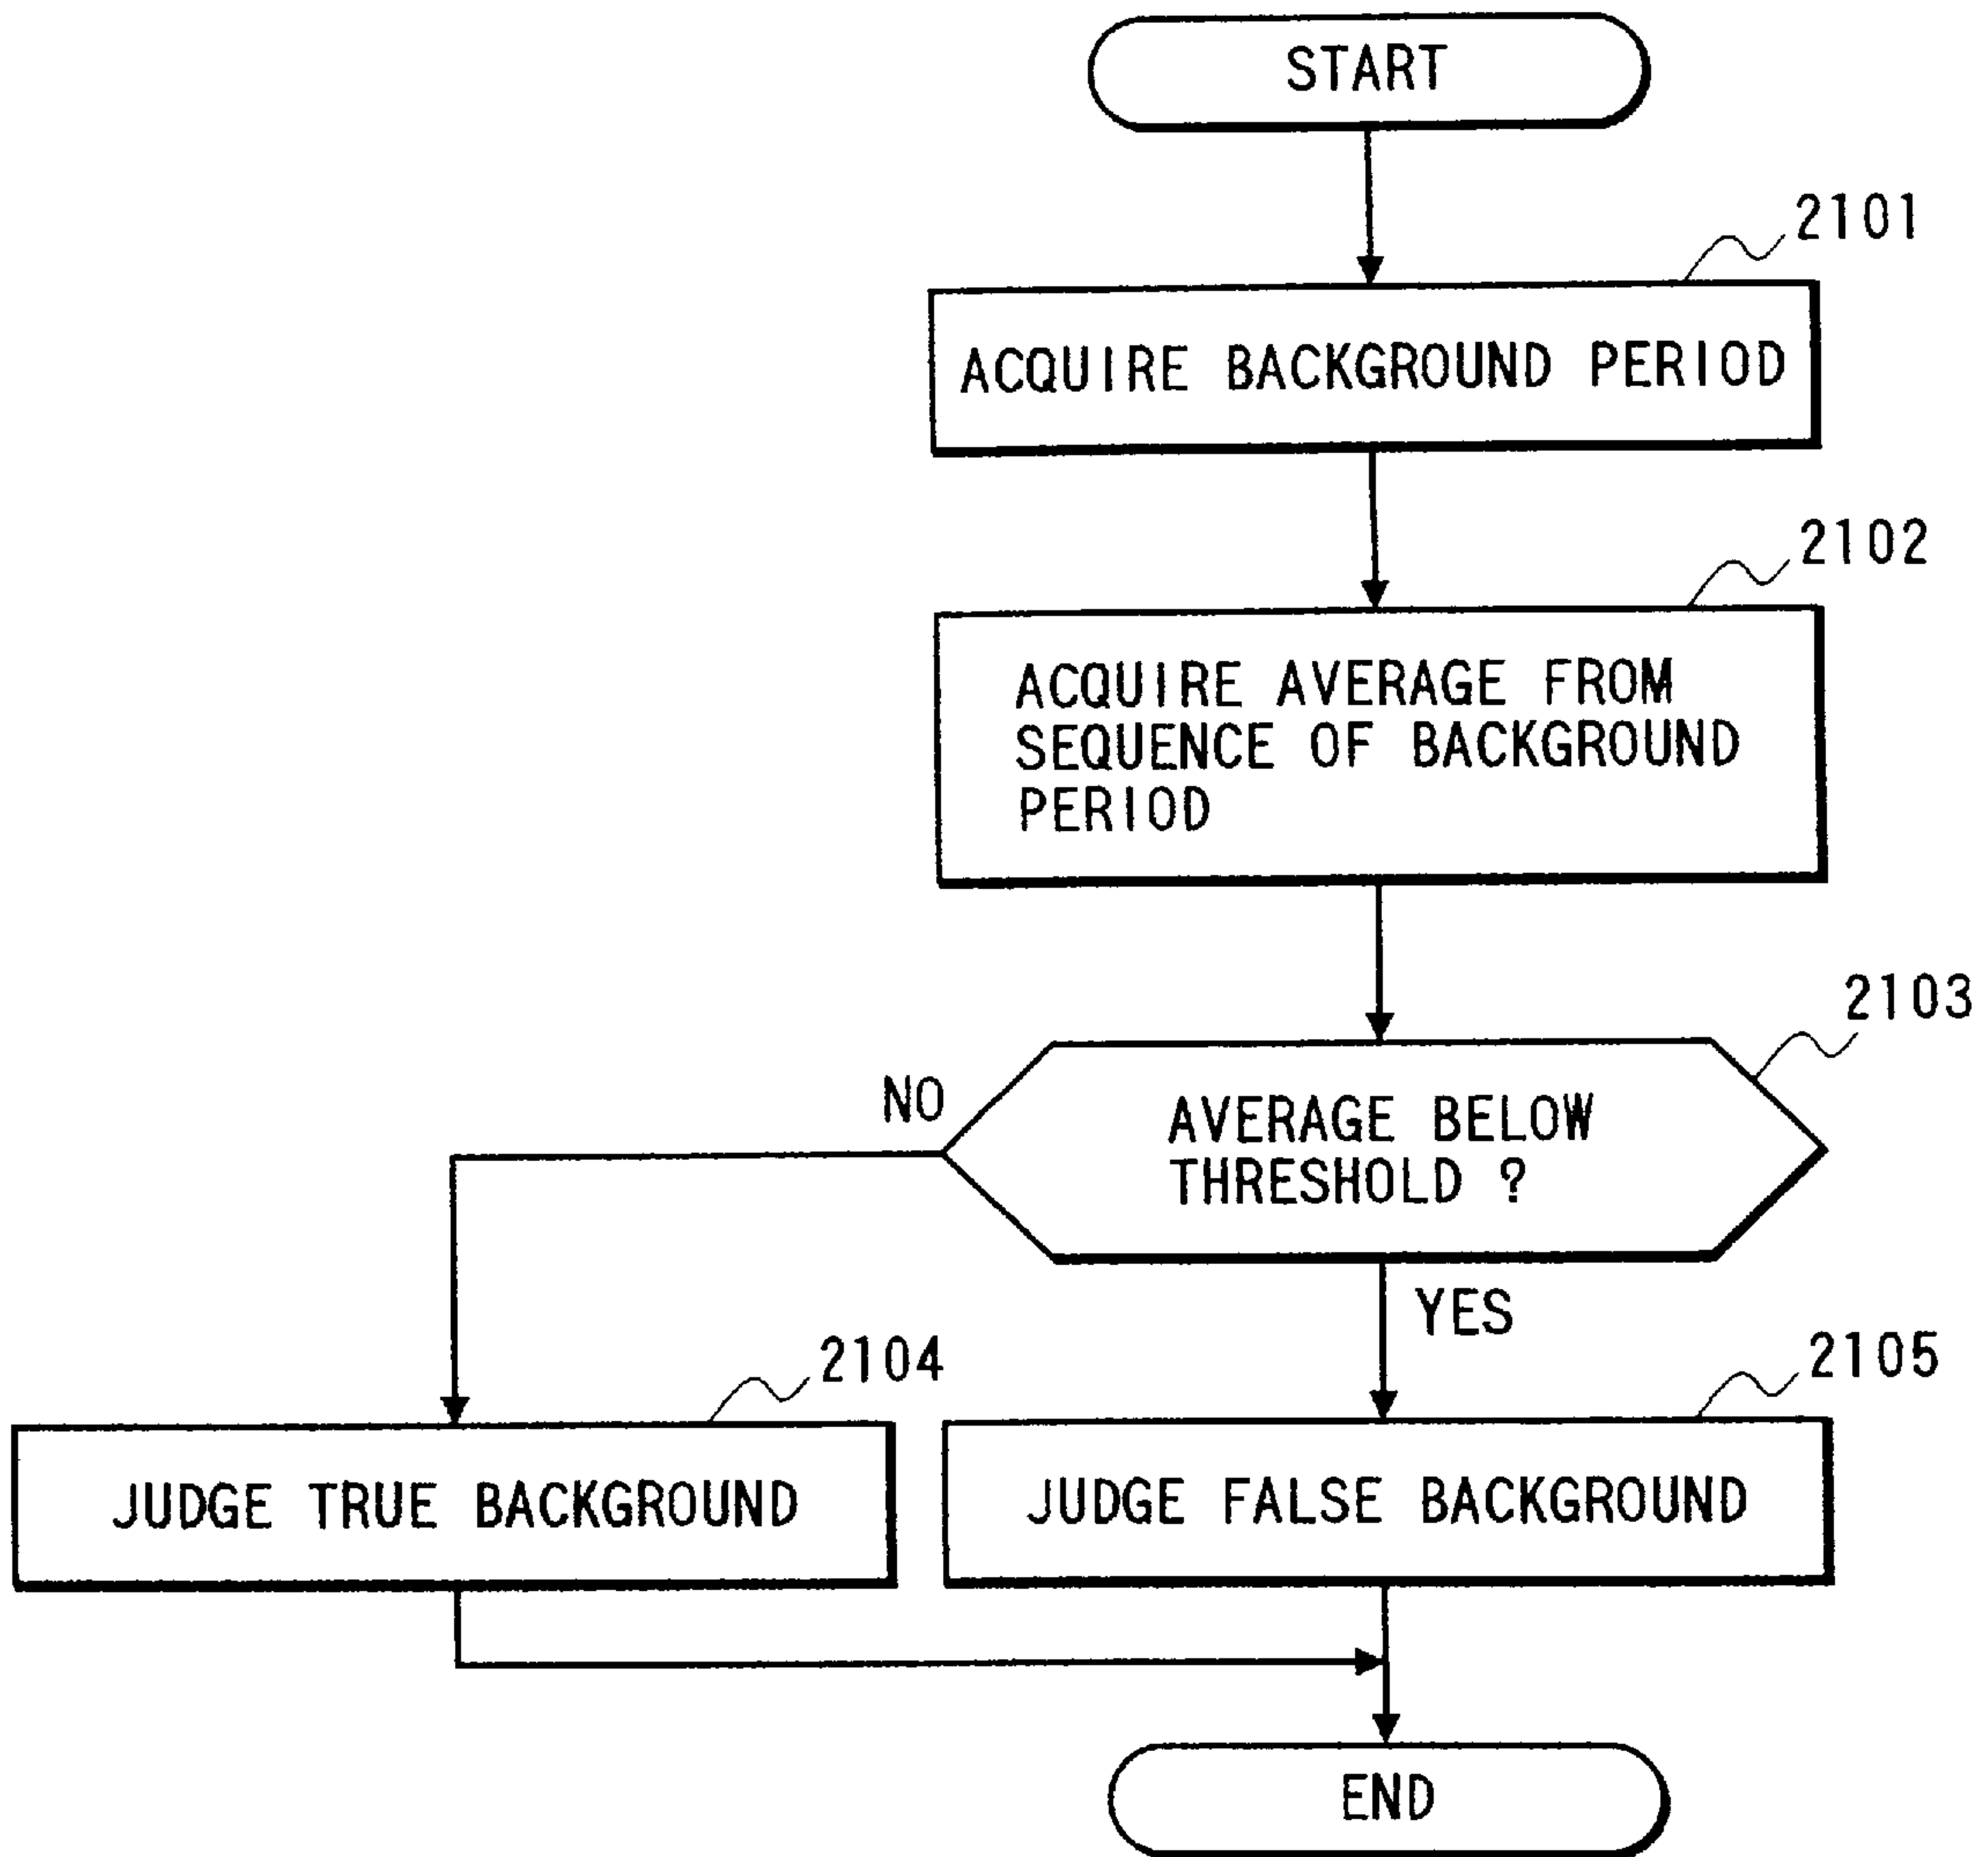 START
2101
ACQUIRE BACKGROUND PERIOD
2102
ACQUIRE AVERAGE FROM
SEQUENCE OF BACKGROUND
PERIOD
2103
NO
AVERAGE BELOW
THRESHOLD ?
YES
2104
2105
JUDGE TRUE BACKGROUND
JUDGE FALSE BACKGROUND
END